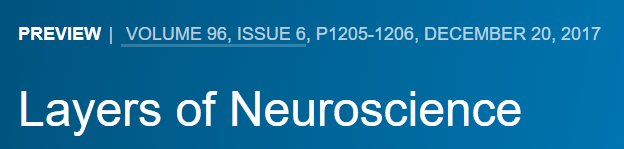 PREVIEW | VOLUME 96, ISSUE 6, P1205-1206, DECEMBER 20, 2017
Layers of Neuroscience